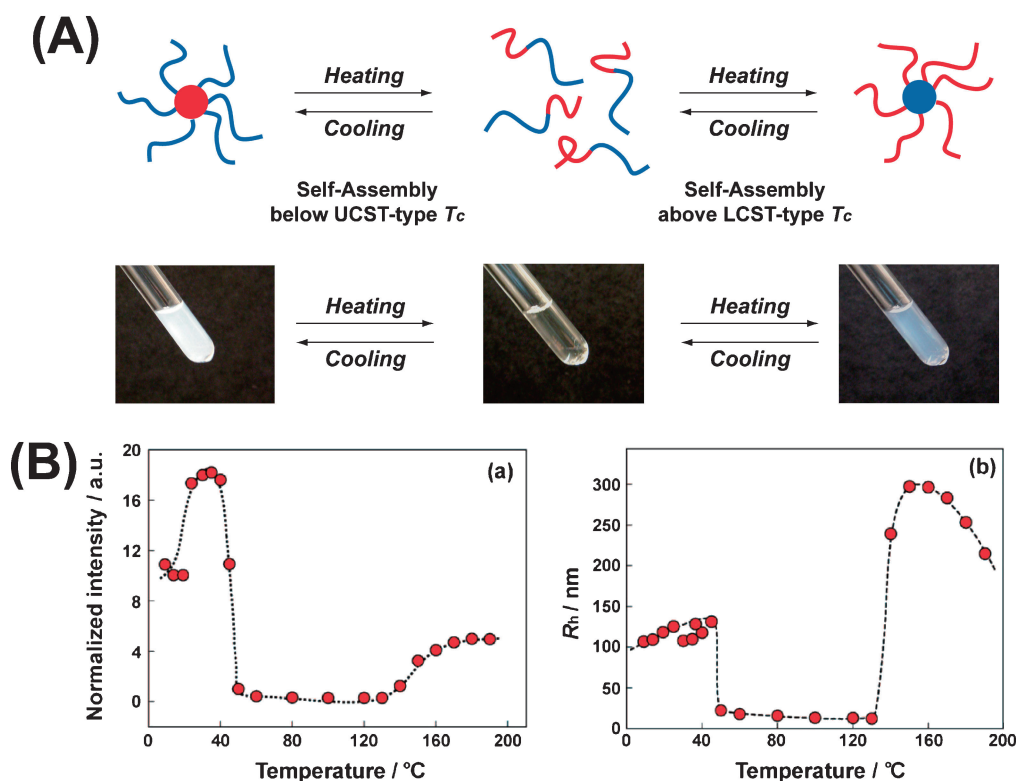 (A)
Heating
Cooling
Heating
Cooling
Self-Assembly
below UCST-type Tc
Self-Assembly
above LCST-type Tc
Heating
Cooling
Heating
Cooling
(B)
(a)
Normalized intensity / a.u.
20
16
12
8
4
0
0 40 80 120 160 200
Temperature / °C
(b)
Rh / nm
300
250
200
150
100
50
0
0 40 80 120 160 200
Temperature / °C